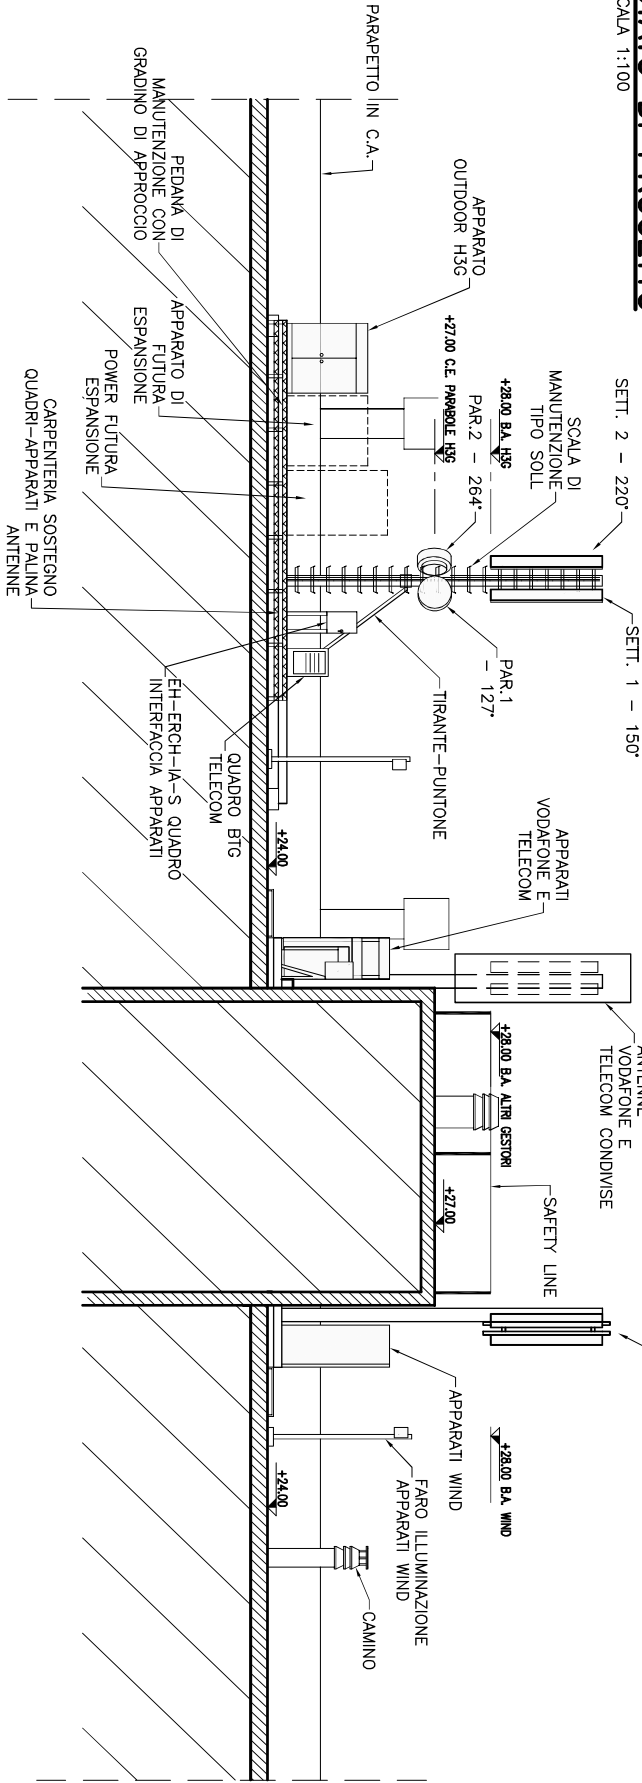 SCALA 1:100
SETT. 2 - 220°
SETT. 1 - 150°
SCALA DI
MANUTENZIONE
TIPO SOLL
+28.00 B.A. H3G
PAR.2 - 264°
+27.00 C.E. PARABOLE H3G
APPARATO
OUTDOOR H3G
PARAPETTO IN C.A.
PAR.1
- 127°
TIRANTE-PUNTONE
APPARATI
VODAFONE E
TELECOM
ANTENNE
VODAFONE E
TELECOM CONDIVISE
+28.00 B.A. ALTRI GESTORI
SAFETY LINE
+27.00
+28.00 B.A. WIND
APPARATI WIND
FARO ILLUMINAZIONE
APPARATI WIND
CAMINO
+24.00
+24.00
PEDANA DI
MANUTENZIONE CON
GRADINO DI APPROCCIO
APPARATO DI
FUTURA
ESPANSIONE
POWER FUTURA
ESPANSIONE
CARPENTERIA SOSTEGNO
QUADRI-APPARATI E PALINA
ANTENNE
QUADRO BTG
TELECOM
EH-ERCH-IA-S QUADRO
INTERFACCIA APPARATI